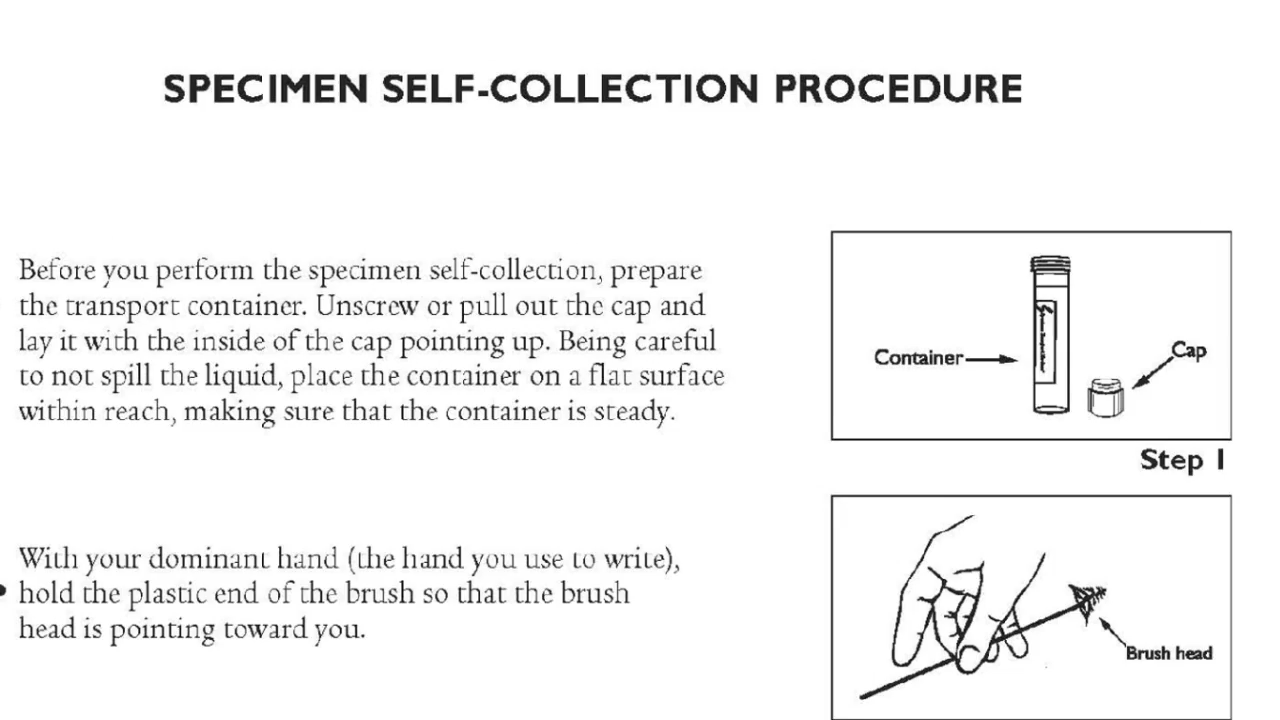 SPECIMEN SELF-COLLECTION PROCEDURE
Before you perform the specimen self-collection, prepare
the transport container. Unscrew or pull out the cap and
lay it with the inside of the cap pointing up. Being careful
to not spill the liquid, place the container on a flat surface
within reach, making sure that the container is steady.
Container
Cap
Step 1
With your dominant hand (the hand you use to write),
hold the plastic end of the brush so that the brush
head is pointing toward you.
Brush head